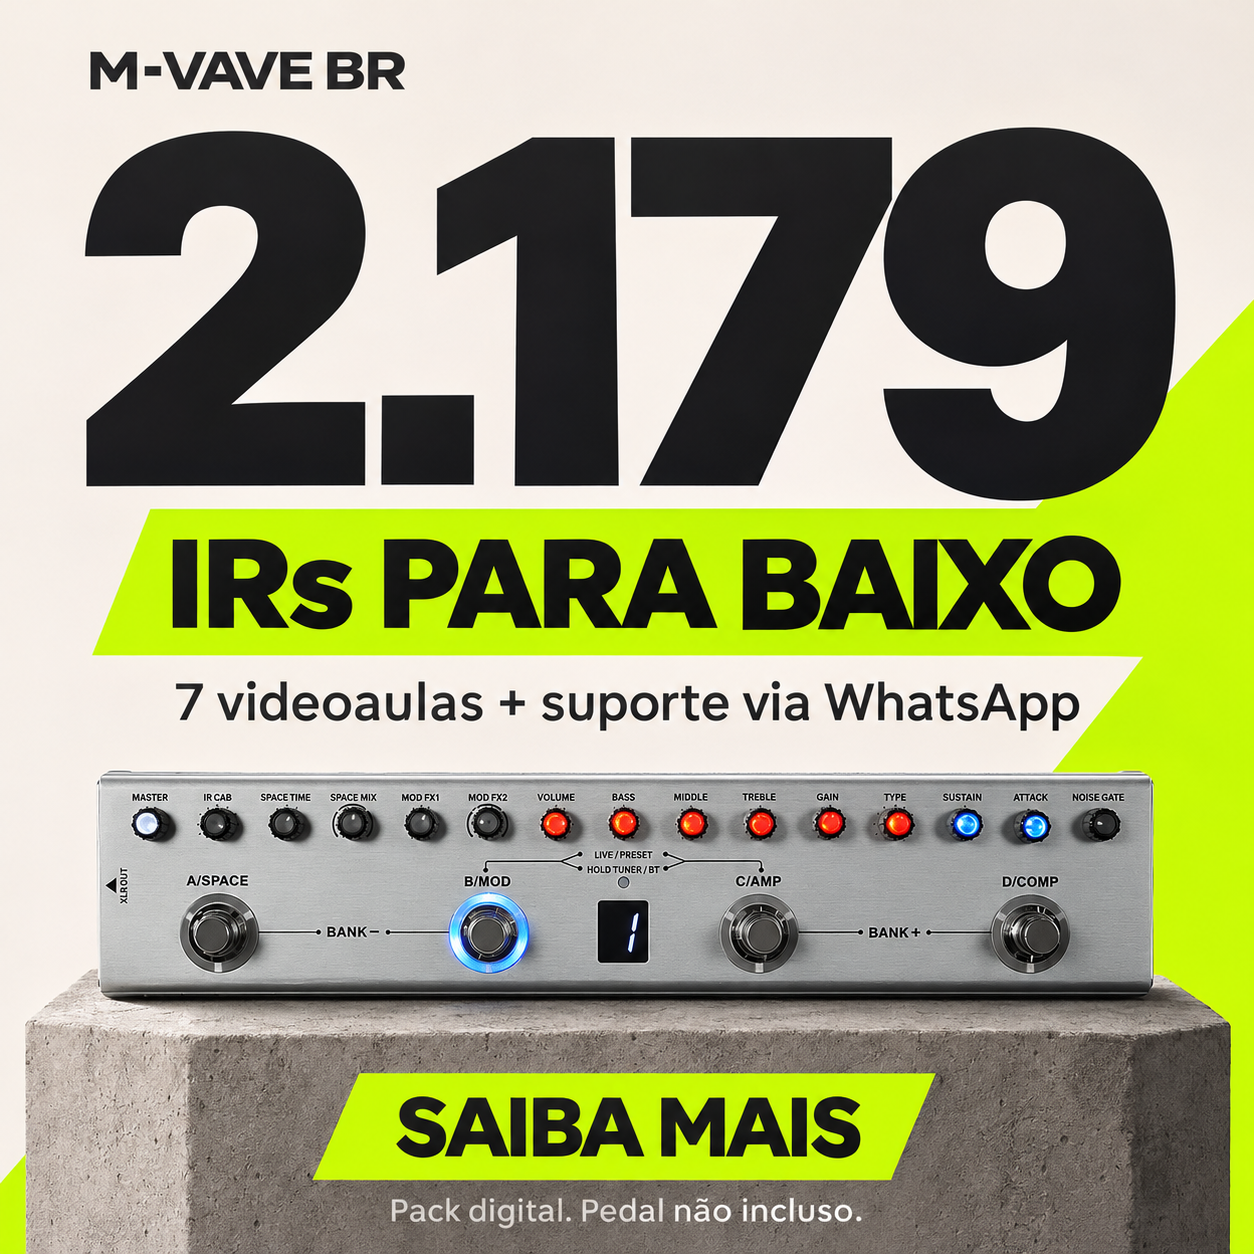 M-VAVE BR
2.179
IRs PARA BAIXO
7 videoaulas + suporte via WhatsApp
MASTER IR CAB SPACE TIME SPACE MIX MOD FX1 MOD FX2 VOLUME BASS MIDDLE TREBLE GAIN TYPE SUSTAIN ATTACK NOISE GATE
LIVE / PRESET
HOLD TUNER / BT
XLR OUT
A/SPACE B/MOD C/AMP D/COMP
BANK − 1 BANK +
SAIBA MAIS
Pack digital. Pedal não incluso.